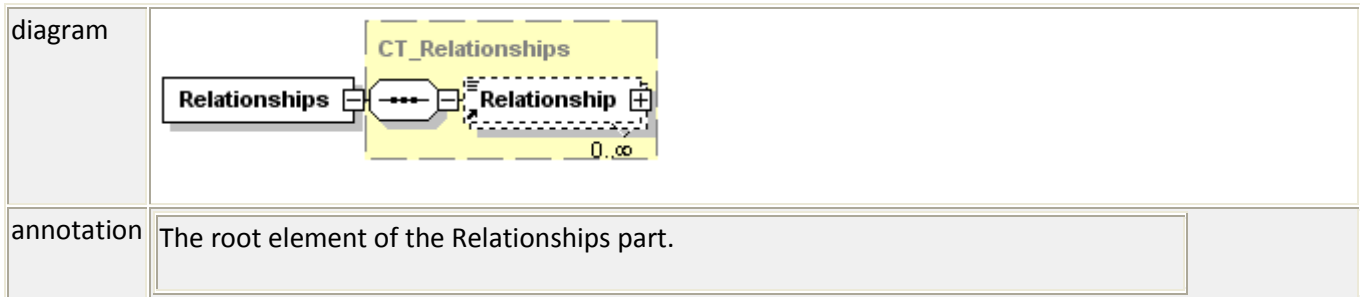 diagram
CT_Relationships
Relationships
Relationship
0..∞
annotation
The root element of the Relationships part.